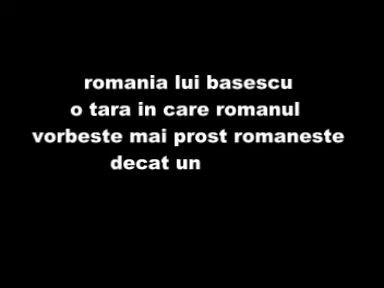 romania lui basescu
o tara in care romanul
vorbeste mai prost romaneste
decat un